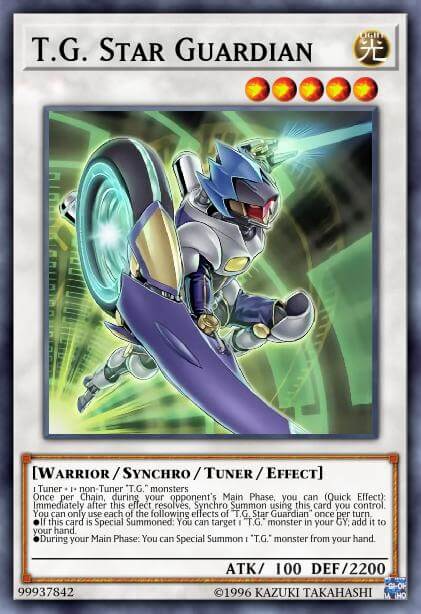 T.G. STAR GUARDIAN
LIGHT
光
[WARRIOR / SYNCHRO / TUNER / EFFECT]
1 Tuner + 1+ non-Tuner "T.G." monsters
Once per Chain, during your opponent's Main Phase, you can (Quick Effect):
Immediately after this effect resolves, Synchro Summon using this card you control.
You can only use each of the following effects of "T.G. Star Guardian" once per turn.
●If this card is Special Summoned: You can target 1 "T.G." monster in your GY; add it to
your hand.
●During your Main Phase: You can Special Summon 1 "T.G." monster from your hand.
ATK/ 100 DEF/2200
99937842
©1996 KAZUKI TAKAHASHI